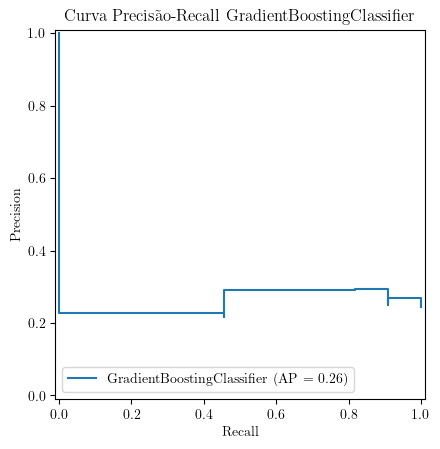 Curva Precisão-Recall GradientBoostingClassifier
1.0
0.8
0.6
0.4
0.2
0.0
Precision
GradientBoostingClassifier (AP = 0.26)
0.0 0.2 0.4 0.6 0.8 1.0
Recall